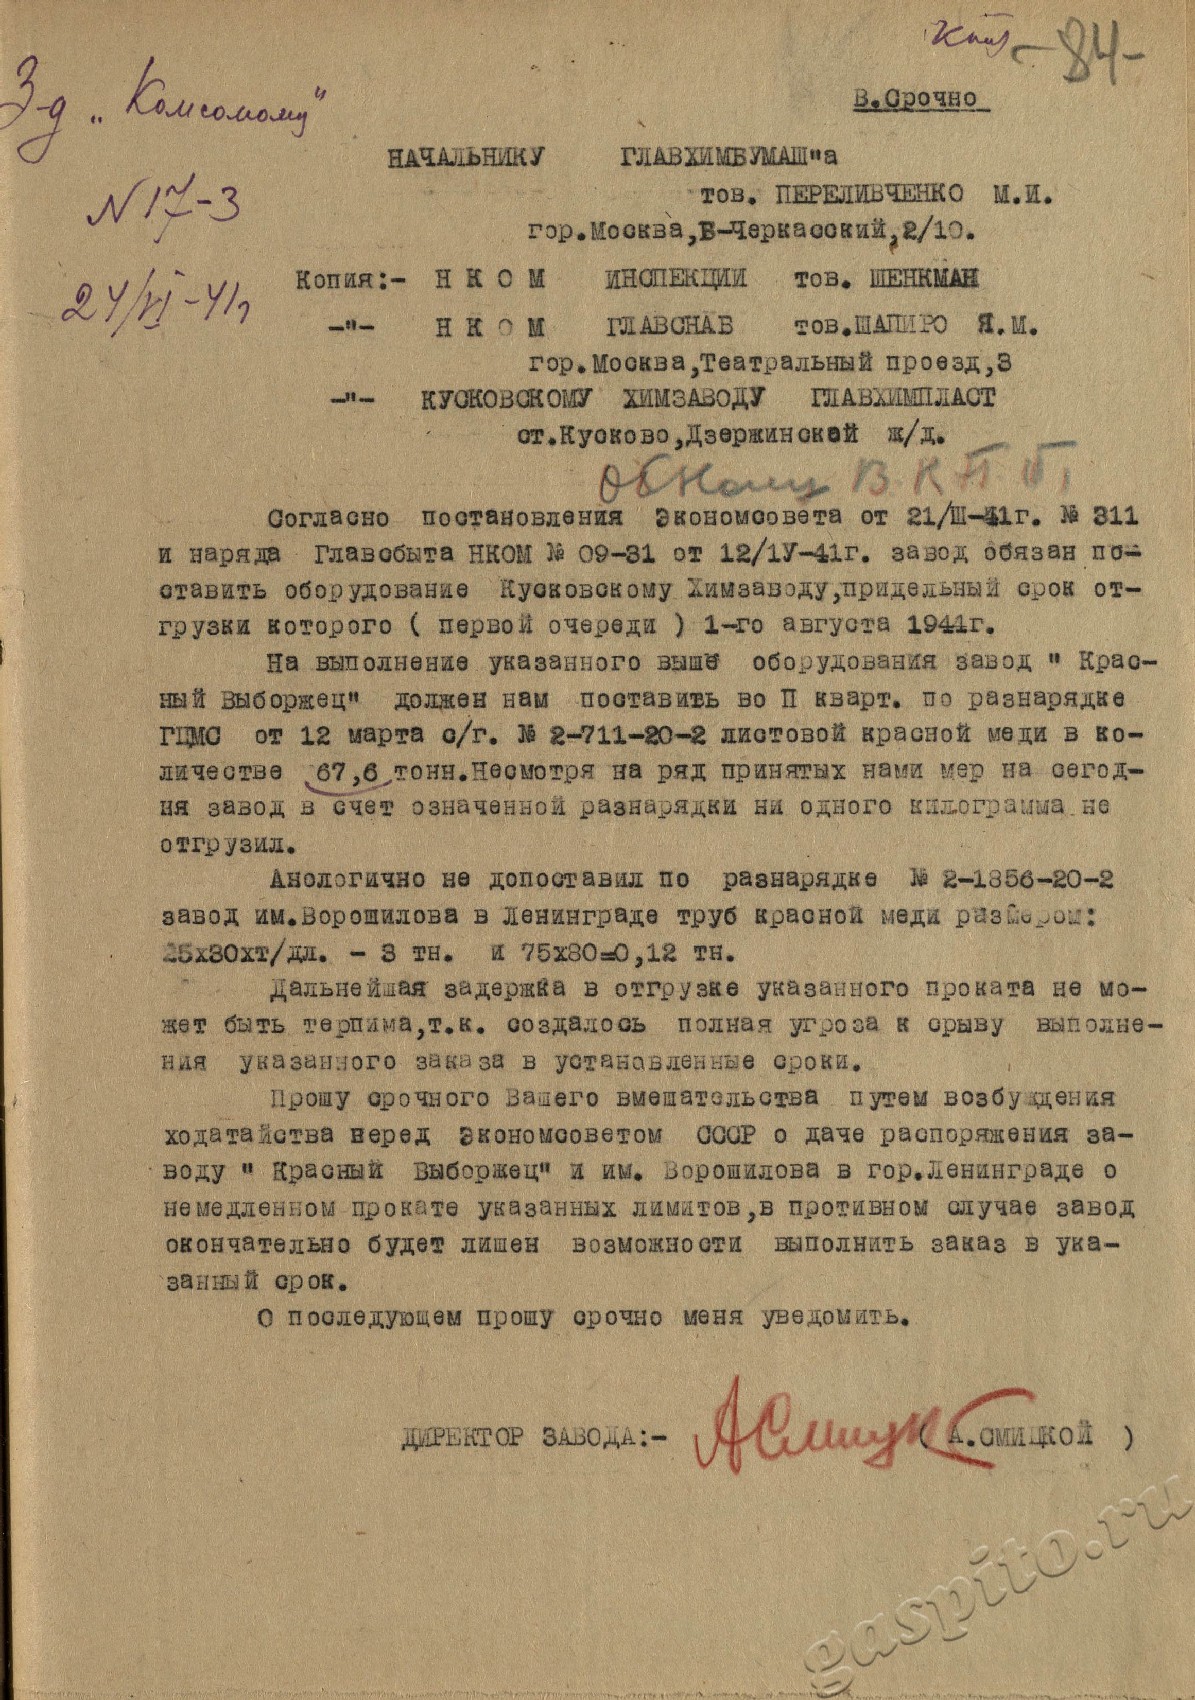 -84-
В.Срочно
З-д „Комсомолец"
НАЧАЛЬНИКУ ГЛАВХИМБУМАШ"а
N 17-3
тов. ПЕРЕЛИВЧЕНКО М.И.
гор.Москва,Б-Черкасский,2/10.
24/VI-41г
Копия:- Н К О М ИНСПЕКЦИИ тов. ШЕНКМАН
-"- Н К О М ГЛАВСНАБ тов.ШАПИРО Я.М.
гор.Москва,Театральный проезд,3
-"- КУСКОВСКОМУ ХИМЗАВОДУ ГЛАВХИМПЛАСТ
ст.Кусково,Дзержинской ж/д.
Обкому В К П б,
Согласно постановления Экономсовета от 21/Ш-41г. № 311
и наряда Главсбыта НКОМ № 09-31 от 12/1У-41г. завод обязан по-
ставить оборудование Кусковскому Химзаводу,придельный срок от-
грузки которого ( первой очереди ) 1-го августа 1941г.
На выполнение указанного выше оборудования завод " Крас-
ный Выборжец" должен нам поставить во П кварт. по разнарядке
ГЦМС от 12 марта с/г. № 2-711-20-2 листовой красной меди в ко-
личестве 67,6 тонн.Несмотря на ряд принятых нами мер на сегод-
ня завод в счет означенной разнарядки ни одного килограмма не
отгрузил.
Анологично не допоставил по разнарядке № 2-1856-20-2
завод им.Ворошилова в Ленинграде труб красной меди размером:
25х30хт/дл. - 3 тн. и 75х80=0,12 тн.
Дальнейшая задержка в отгрузке указанного проката не мо-
жет быть терпима,т.к. создалось полная угроза к срыву выполне-
ния указанного заказа в установленные сроки.
Прошу срочного Вашего вмешательства путем возбуждения
ходатайства перед Экономсоветом СССР о даче распоряжения за-
воду " Красный Выборжец" и им. Ворошилова в гор.Ленинграде о
немедленном прокате указанных лимитов,в противном случае завод
окончательно будет лишен возможности выполнить заказ в ука-
занный срок.
О последующем прошу срочно меня уведомить.
ДИРЕКТОР ЗАВОДА:- АСмицк ( А.СМИЦКОЙ )
gaspito.ru